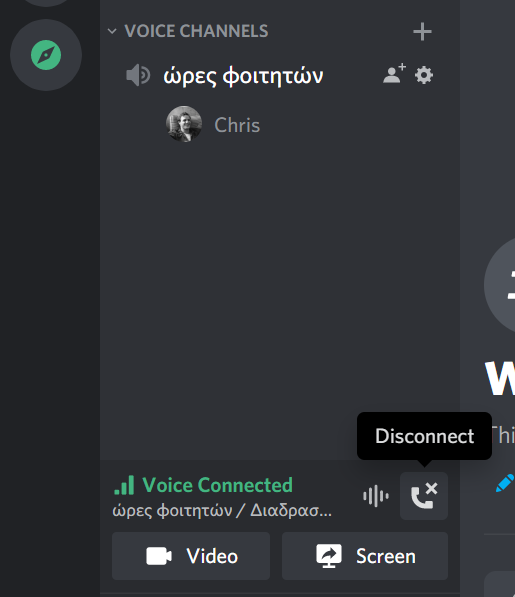 VOICE CHANNELS
ώρες φοιτητών
Chris
Disconnect
Voice Connected
ώρες φοιτητών / Διαδρασ...
Video
Screen